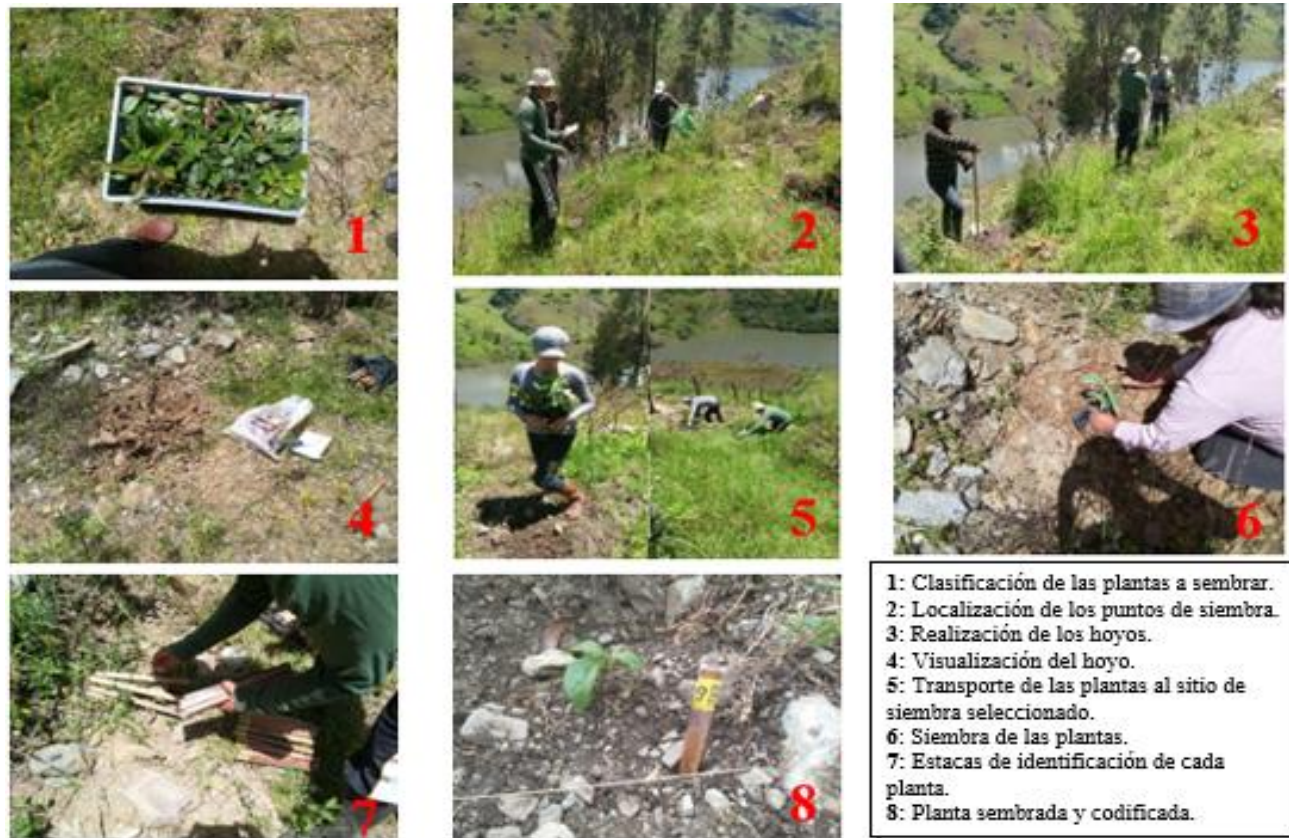 1
2
3
4
5
6
7
8
1: Clasificación de las plantas a sembrar.
2: Localización de los puntos de siembra.
3: Realización de los hoyos.
4: Visualización del hoyo.
5: Transporte de las plantas al sitio de
siembra seleccionado.
6: Siembra de las plantas.
7: Estacas de identificación de cada
planta.
8: Planta sembrada y codificada.